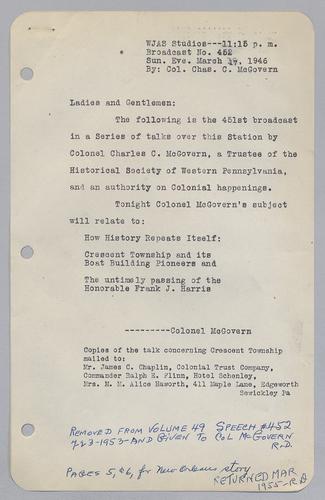 WJAS Studios---11:15 p. m.
Broadcast No. 452
Sun. Eve. March 17, 1946
By: Col. Chas. C. McGovern
Ladies and Gentlemen:
The following is the 451st broadcast
in a Series of talks over this Station by
Colonel Charles C. McGovern, a Trustee of the
Historical Society of Western Pennsylvania,
and an authority on Colonial happenings.
Tonight Colonel McGovern's subject
will relate to:
How History Repeats Itself:
Crescent Township and its
Boat Building Pioneers and
The untimely passing of the
Honorable Frank J. Harris
---------Colonel McGovern
Copies of the talk concerning Crescent Township
mailed to:
Mr. James C. Chaplin, Colonial Trust Company,
Commander Ralph E. Flinn, Hotel Schenley,
Mrs. M. M. Alice Haworth, 411 Maple Lane, Edgeworth
Sewickley Pa
REMOVED FROM VOLUME 49 SPEECH #452
7-23-1953-AND GIVEN TO COL MCGOVERN
R.D.
PAGES 5, & 6, for New Orleans story
RETURNED MAR
1955-R.D